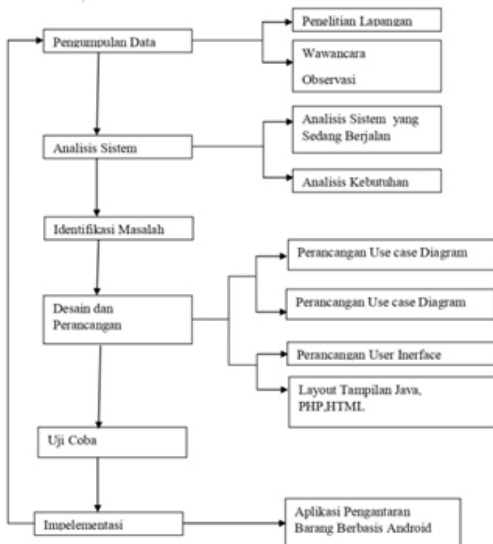 Pengumpulan Data
Penelitian Lapangan
Wawancara
Observasi
Analisis Sistem
Analisis Sistem yang
Sedang Berjalan
Analisis Kebutuhan
Identifikasi Masalah
Desain dan
Perancangan
Perancangan Use case Diagram
Perancangan Use case Diagram
Perancangan User Inerface
Layout Tampilan Java,
PHP,HTML
Uji Coba
Impelementasi
Aplikasi Pengantaran
Barang Berbasis Android